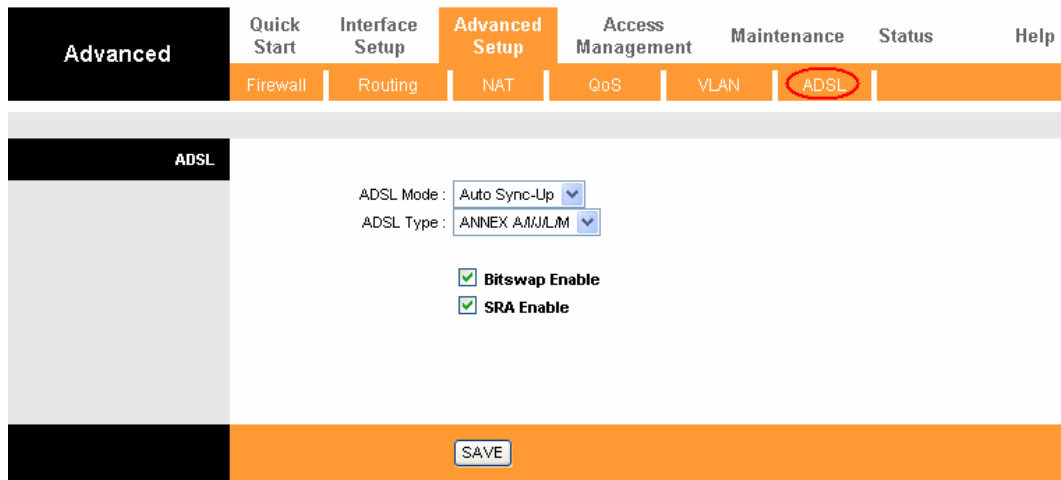 Advanced
Quick Start
Interface Setup
Advanced Setup
Access Management
Maintenance
Status
Help
Firewall
Routing
NAT
QoS
VLAN
ADSL
ADSL
ADSL Mode : Auto Sync-Up
ADSL Type : ANNEX A/I/J/L/M
Bitswap Enable
SRA Enable
SAVE